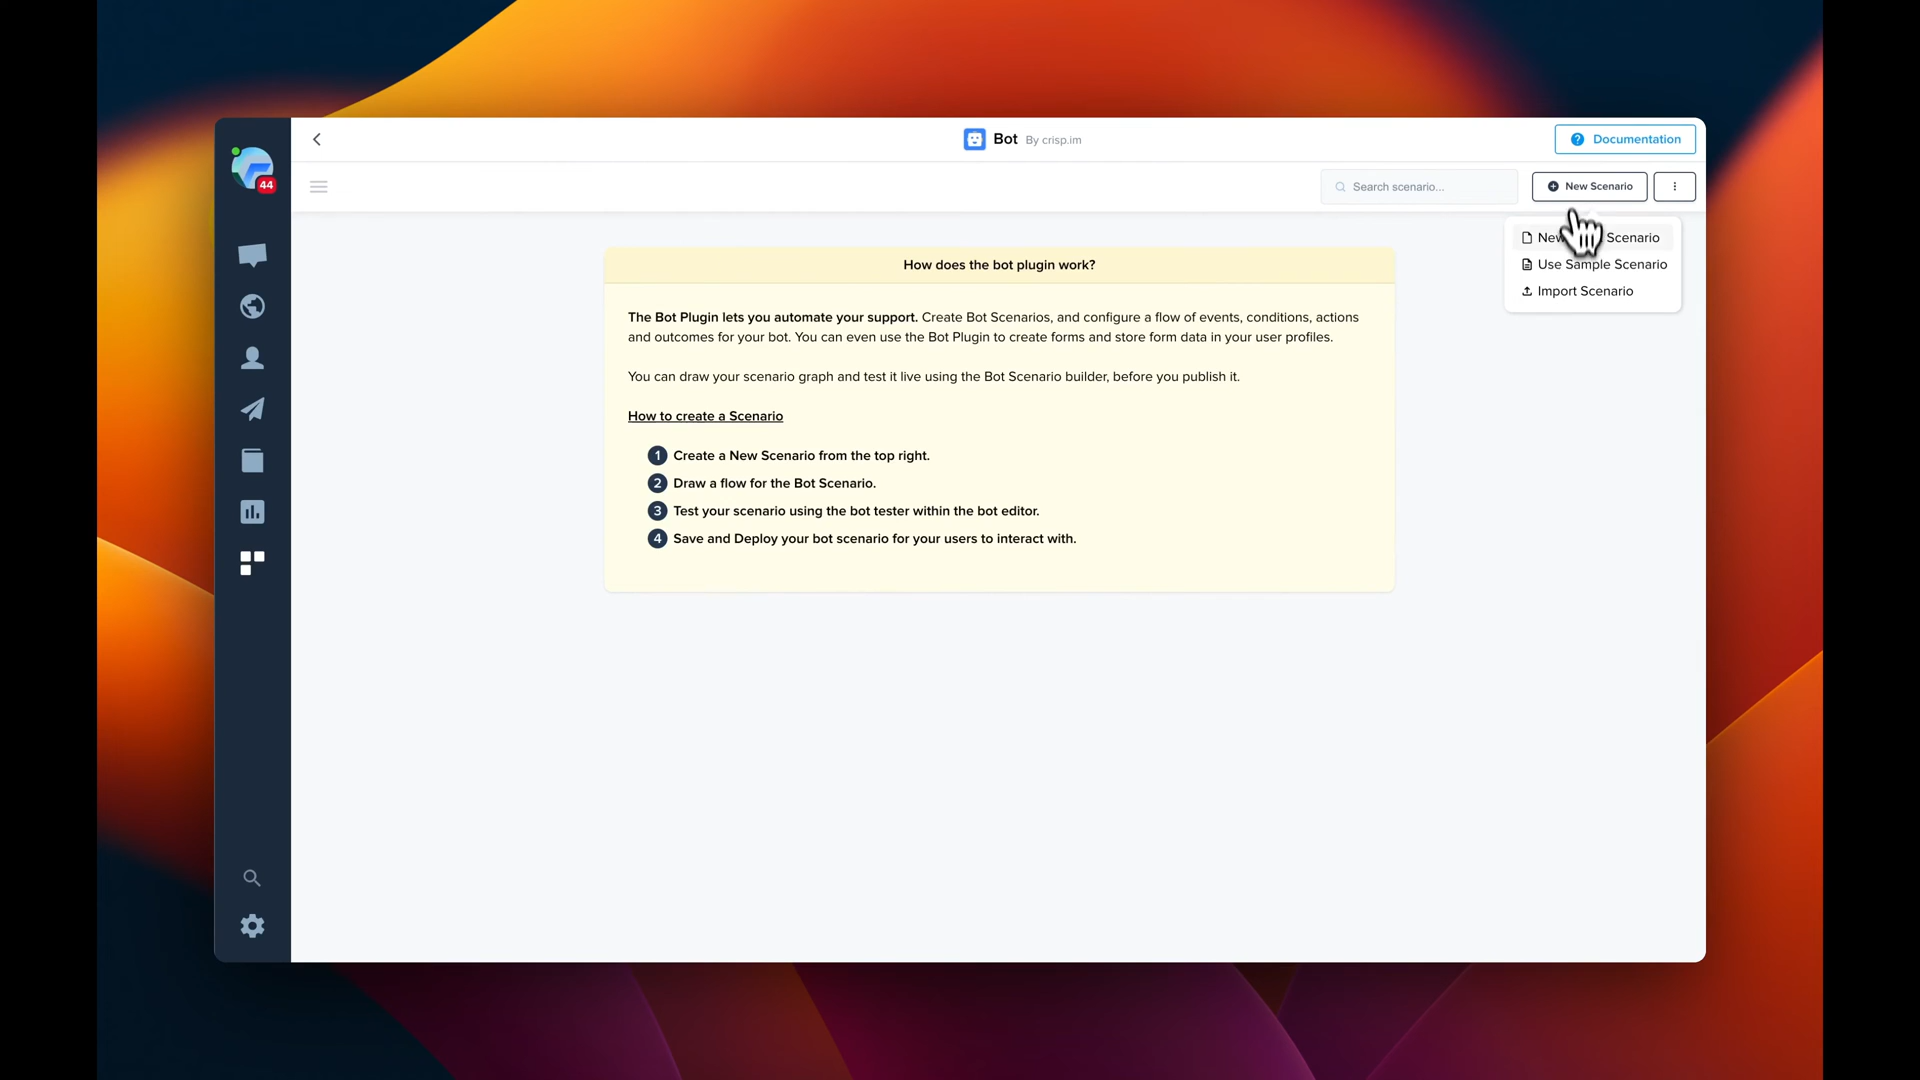 Bot By crisp.im
Documentation
44
Search scenario...
New Scenario
New Scenario
Use Sample Scenario
Import Scenario
How does the bot plugin work?
The Bot Plugin lets you automate your support. Create Bot Scenarios, and configure a flow of events, conditions, actions
and outcomes for your bot. You can even use the Bot Plugin to create forms and store form data in your user profiles.
You can draw your scenario graph and test it live using the Bot Scenario builder, before you publish it.
How to create a Scenario
1 Create a New Scenario from the top right.
2 Draw a flow for the Bot Scenario.
3 Test your scenario using the bot tester within the bot editor.
4 Save and Deploy your bot scenario for your users to interact with.